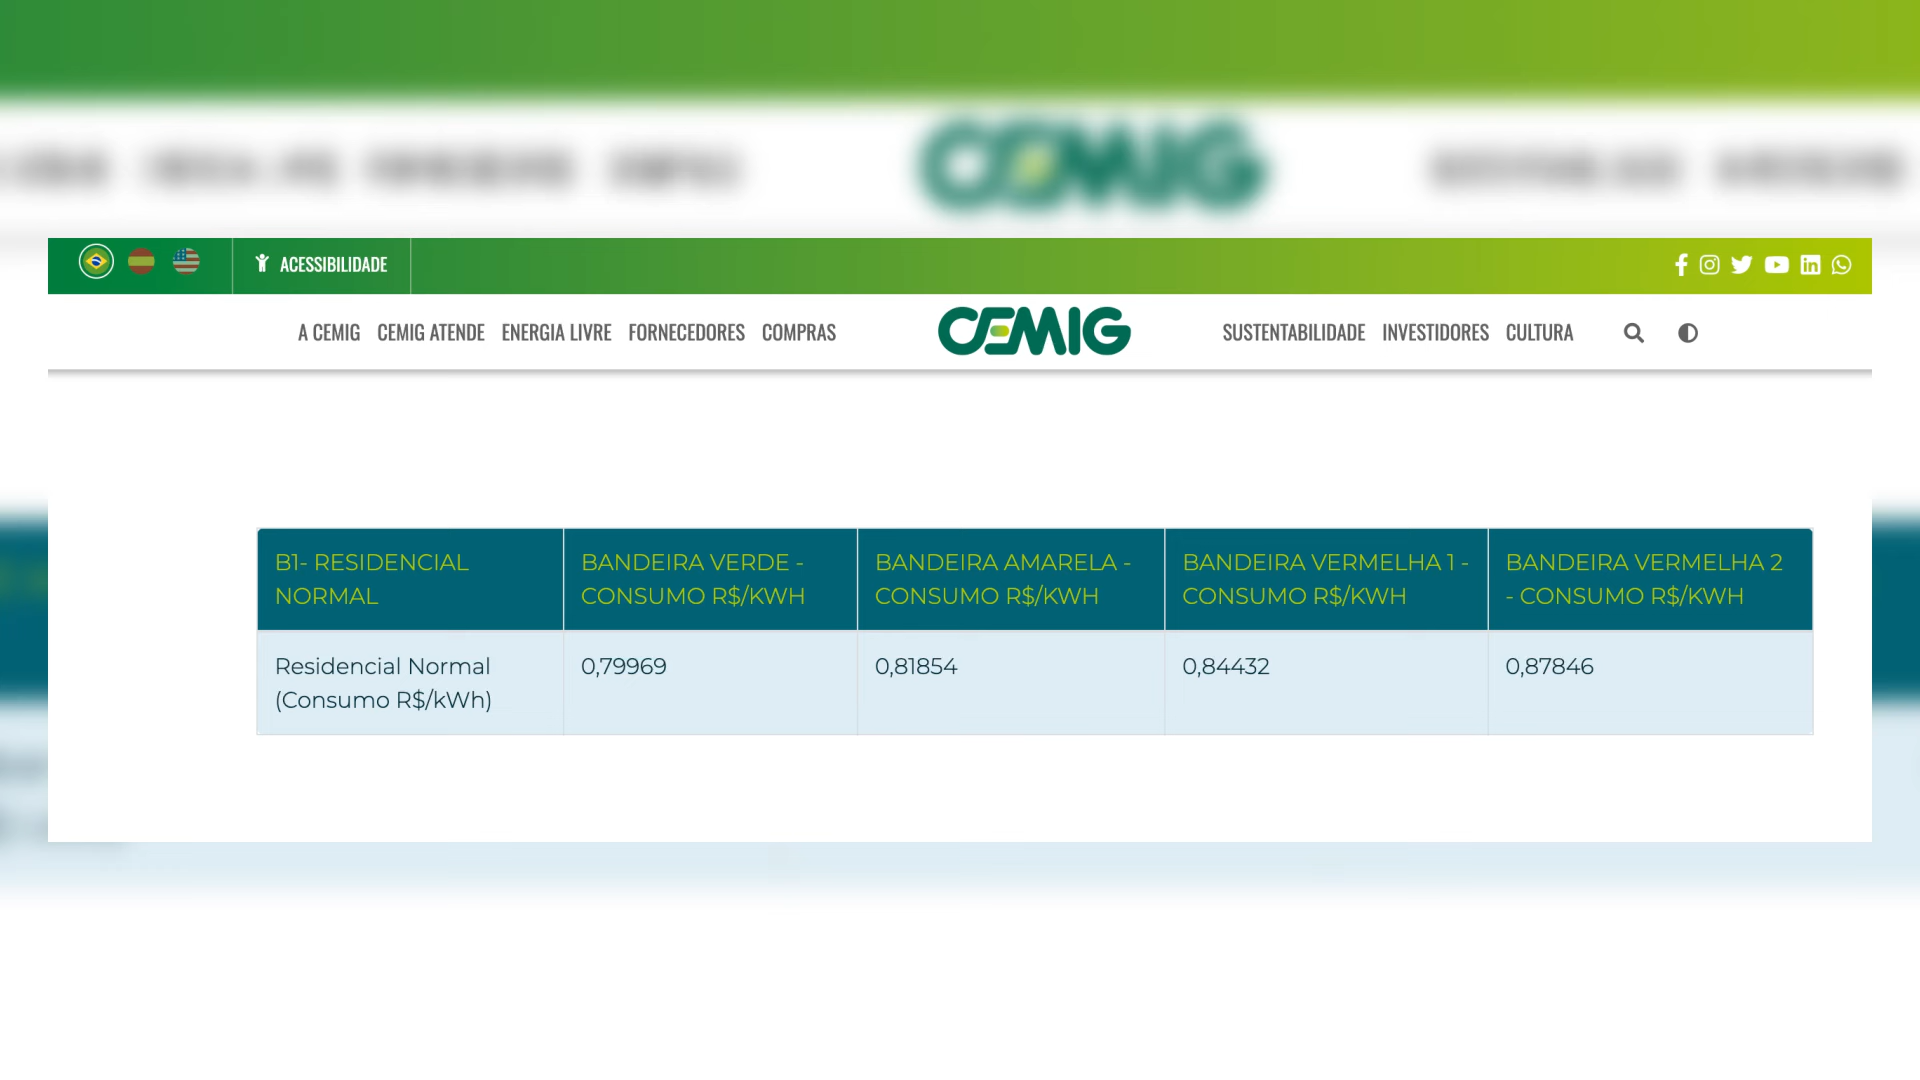 CEMIG
ACESSIBILIDADE
A CEMIG CEMIG ATENDE ENERGIA LIVRE FORNECEDORES COMPRAS CEMIG SUSTENTABILIDADE INVESTIDORES CULTURA
B1- RESIDENCIAL NORMAL
BANDEIRA VERDE - CONSUMO R$/KWH
BANDEIRA AMARELA - CONSUMO R$/KWH
BANDEIRA VERMELHA 1 - CONSUMO R$/KWH
BANDEIRA VERMELHA 2 - CONSUMO R$/KWH
Residencial Normal
(Consumo R$/kWh)
0,79969
0,81854
0,84432
0,87846